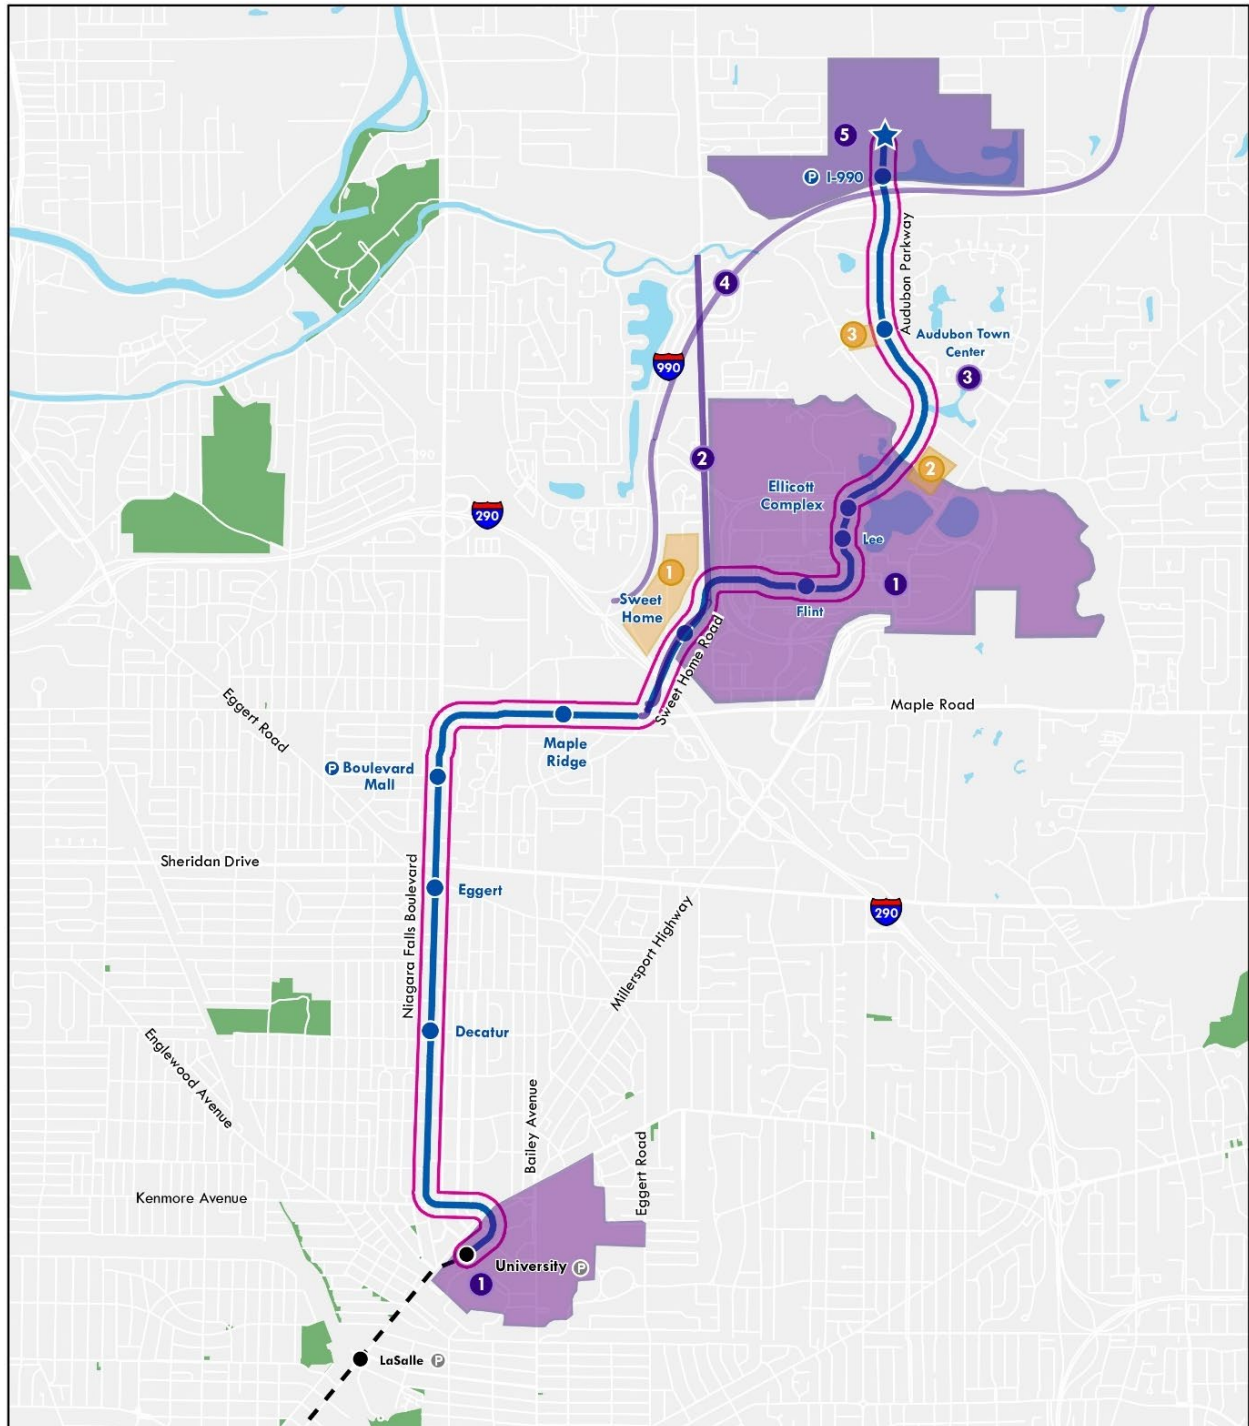 5
P I-990
4
Audubon Parkway
3
Audubon Town
Center
3
990
2
2
Ellicott
Complex
290
Lee
1
1
Sweet
Home
Flint
Sweet Home Road
Maple Road
Eggert Road
Maple
Ridge
P Boulevard
Mall
Sheridan Drive
Niagara Falls Boulevard
Eggert
290
Millersport Highway
Decatur
Englewood Avenue
Bailey Avenue
Eggert Road
Kenmore Avenue
University P
1
LaSalle P